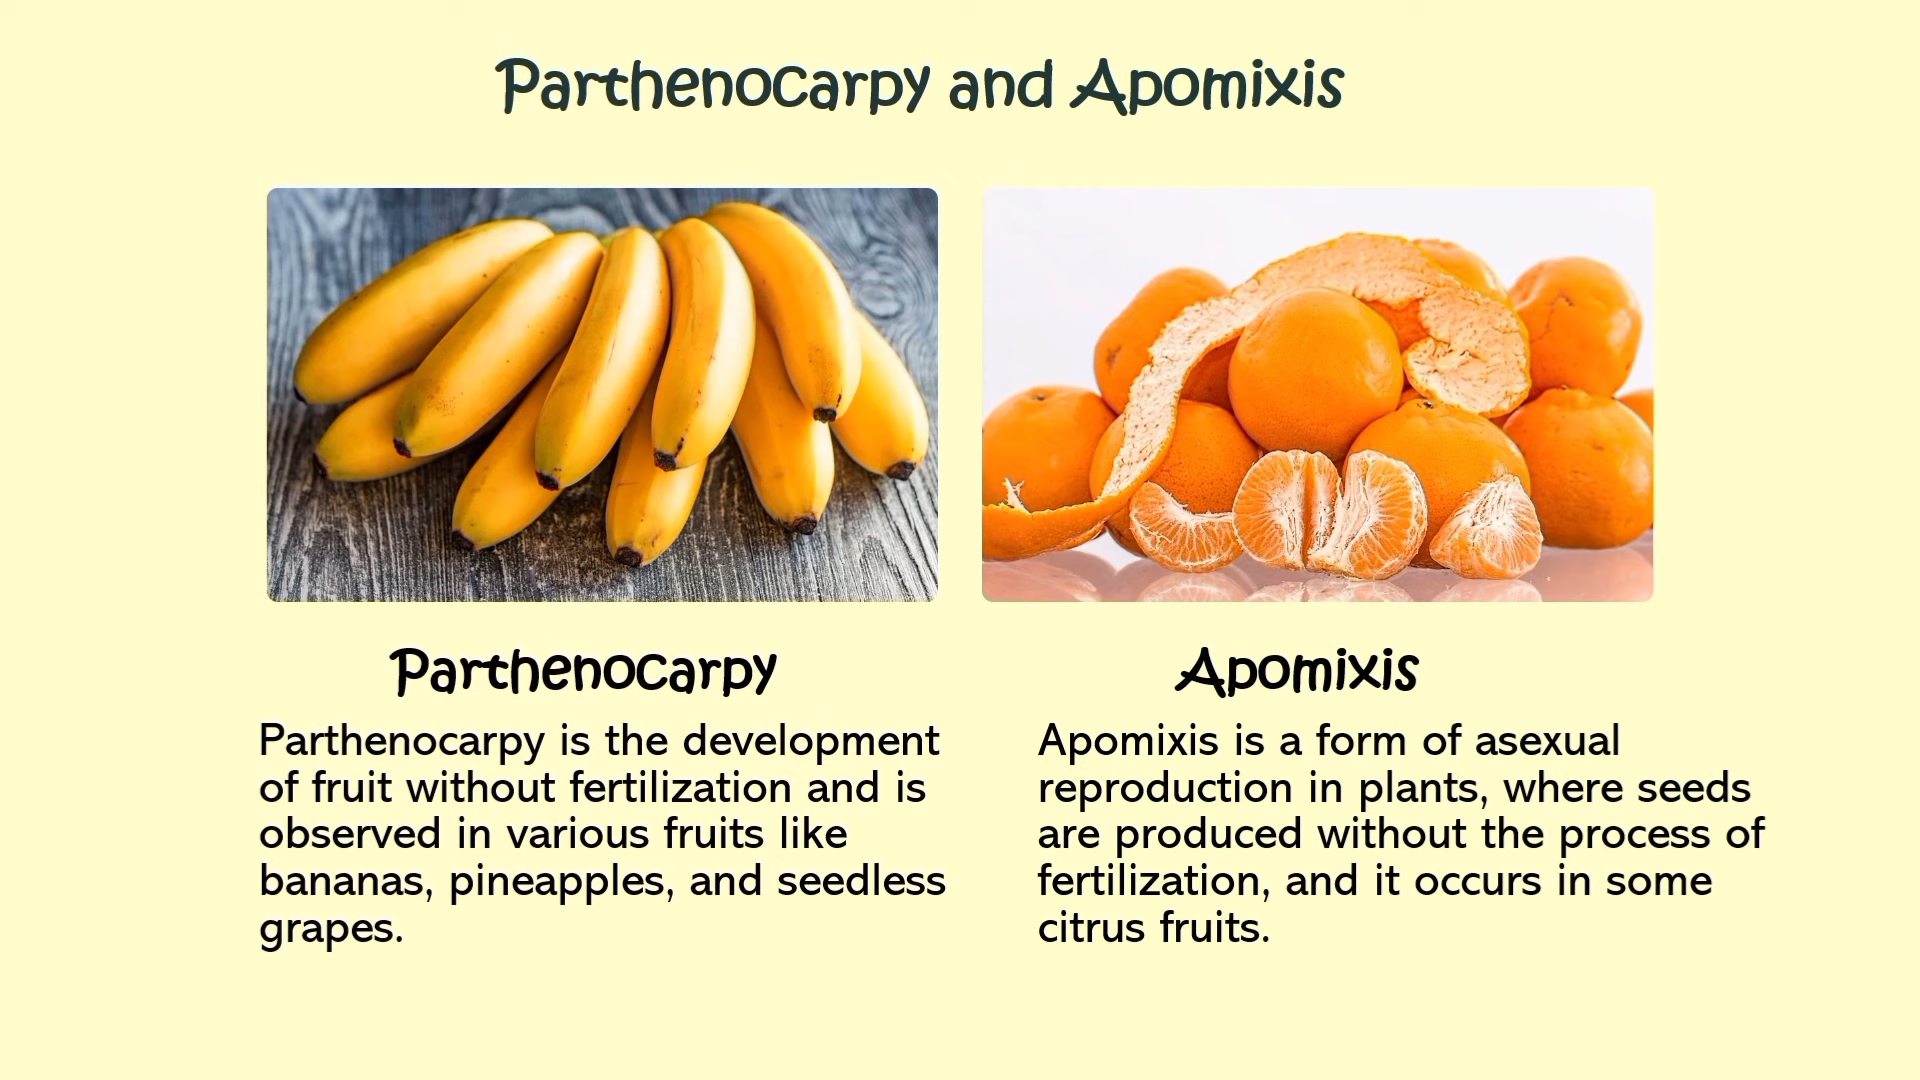 Parthenocarpy and Apomixis
Parthenocarpy
Parthenocarpy is the development
of fruit without fertilization and is
observed in various fruits like
bananas, pineapples, and seedless
grapes.
Apomixis
Apomixis is a form of asexual
reproduction in plants, where seeds
are produced without the process of
fertilization, and it occurs in some
citrus fruits.